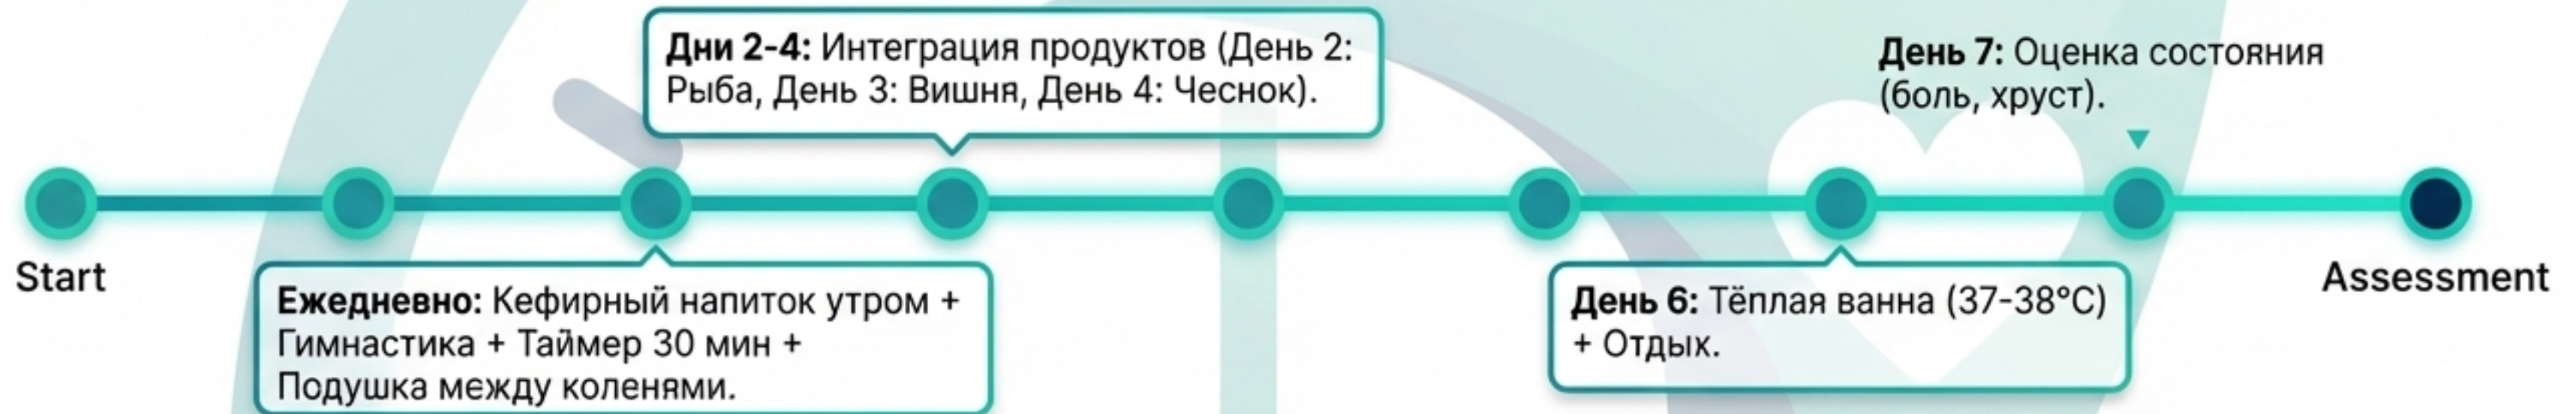 Дни 2-4: Интеграция продуктов (День 2:
Рыба, День 3: Вишня, День 4: Чеснок).
День 7: Оценка состояния
(боль, хруст).
Start
Ежедневно: Кефирный напиток утром +
Гимнастика + Таймер 30 мин +
Подушка между коленями.
День 6: Тёплая ванна (37-38°C)
+ Отдых.
Assessment